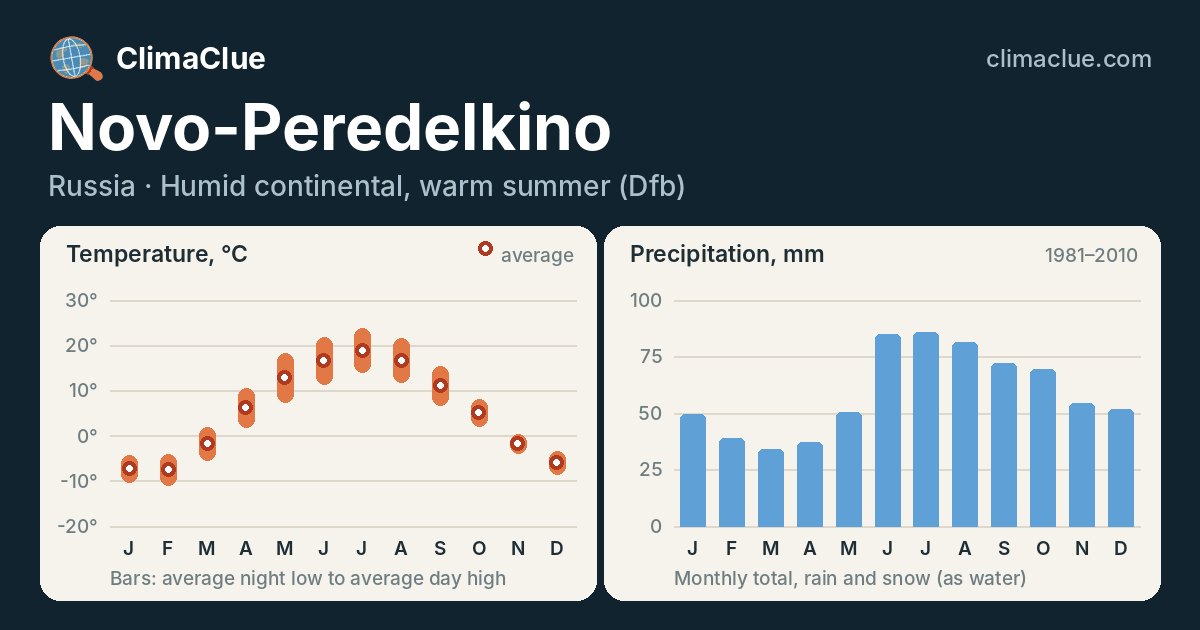 ClimaClue
climaclue.com
Novo-Peredelkino
Russia · Humid continental, warm summer (Dfb)
Temperature, °C
average
30°
20°
10°
0°
-10°
-20°
J F M A M J J A S O N D
Bars: average night low to average day high
Precipitation, mm
1981–2010
100
75
50
25
0
J F M A M J J A S O N D
Monthly total, rain and snow (as water)